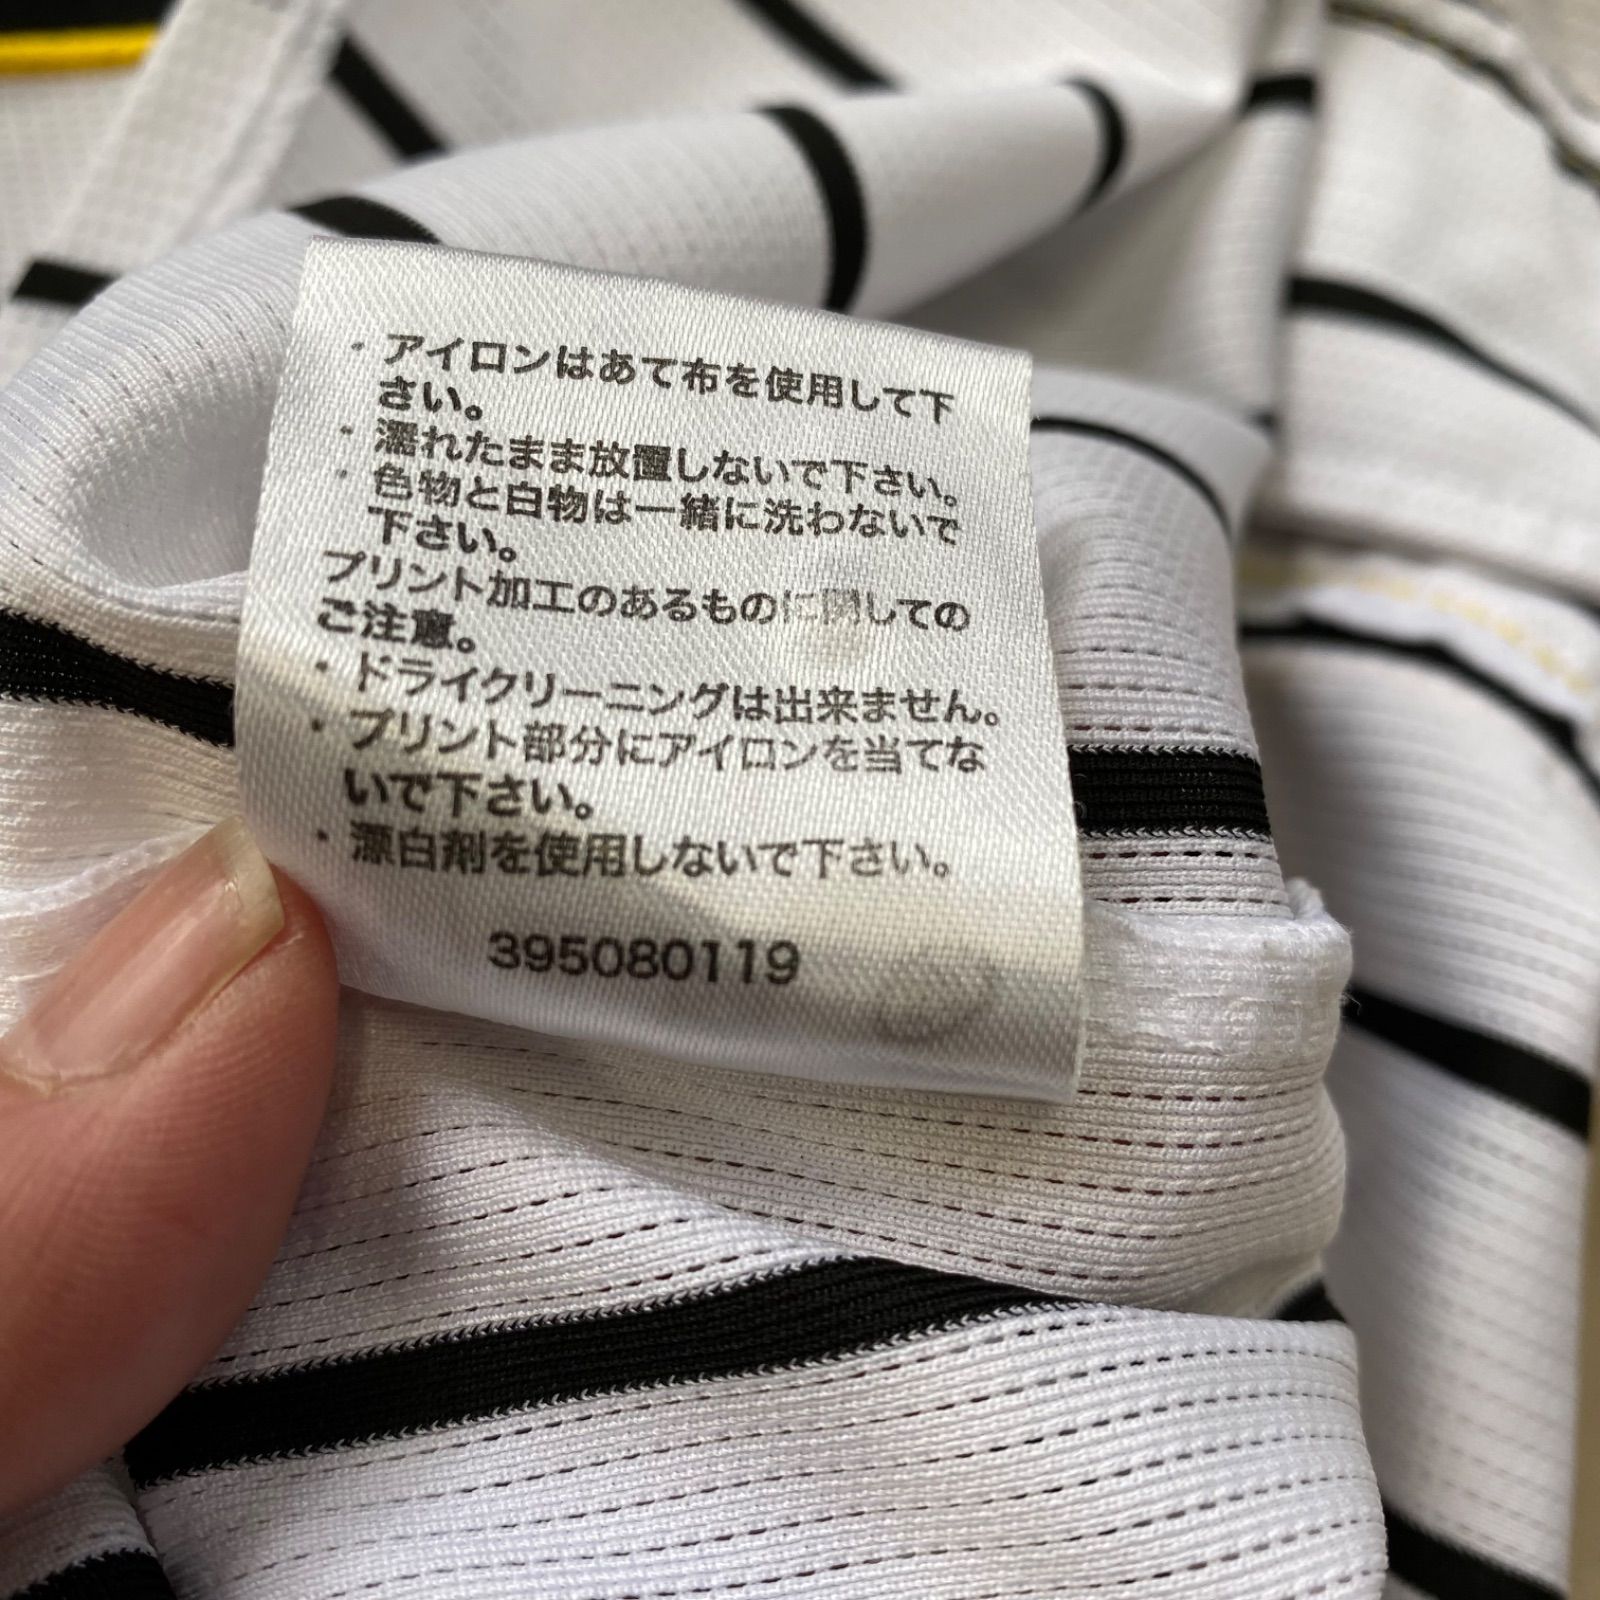 ・アイロンはあて布を使用して下
さい。
・濡れたまま放置しないで下さい。
・色物と白物は一緒に洗わないで
下さい。
プリント加工のあるものに関しての
ご注意。
・ドライクリーニングは出来ません。
・プリント部分にアイロンを当てな
いで下さい。
・漂白剤を使用しないで下さい。
395080119